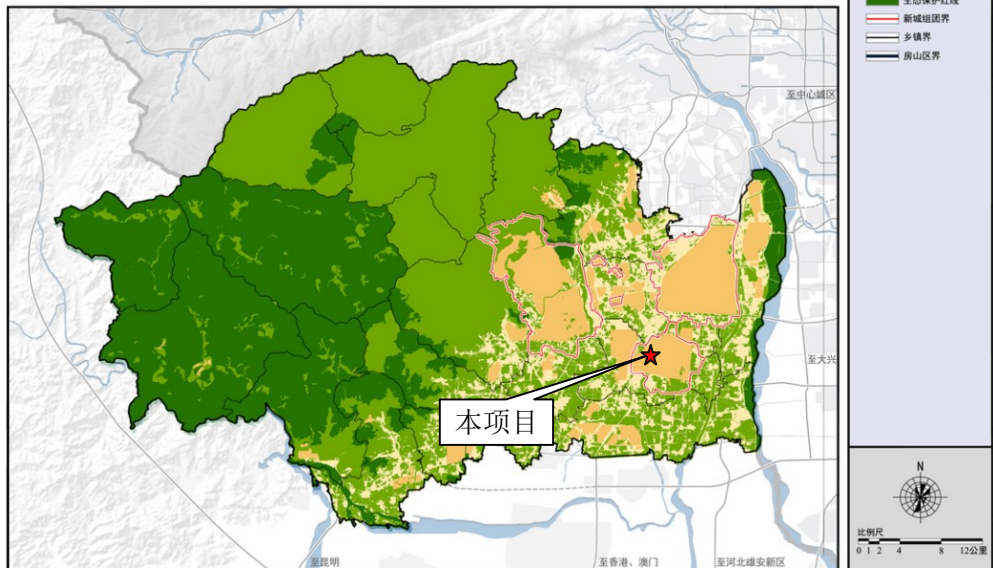 生态保护红线
新城组团界
乡镇界
房山区界
至中心城区
至大兴
本项目
至昆明
至香港、澳门
至河北雄安新区
N
比例尺
0 1 2 4 8 12公里